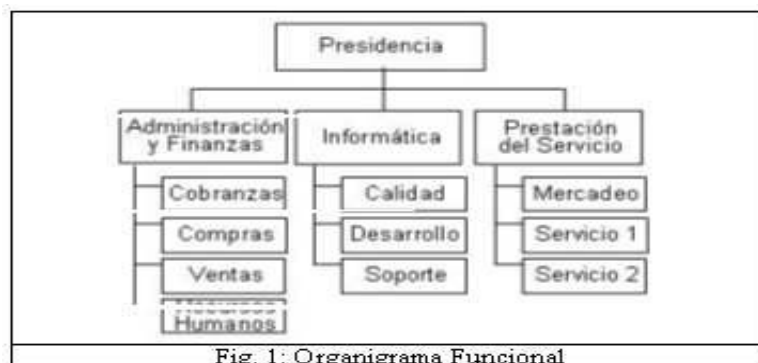 Presidencia
Administración
y Finanzas
Informática
Prestación
del Servicio
Cobranzas
Compras
Ventas
Recursos
Humanos
Calidad
Desarrollo
Soporte
Mercadeo
Servicio 1
Servicio 2
Fig. 1: Organigrama Funcional